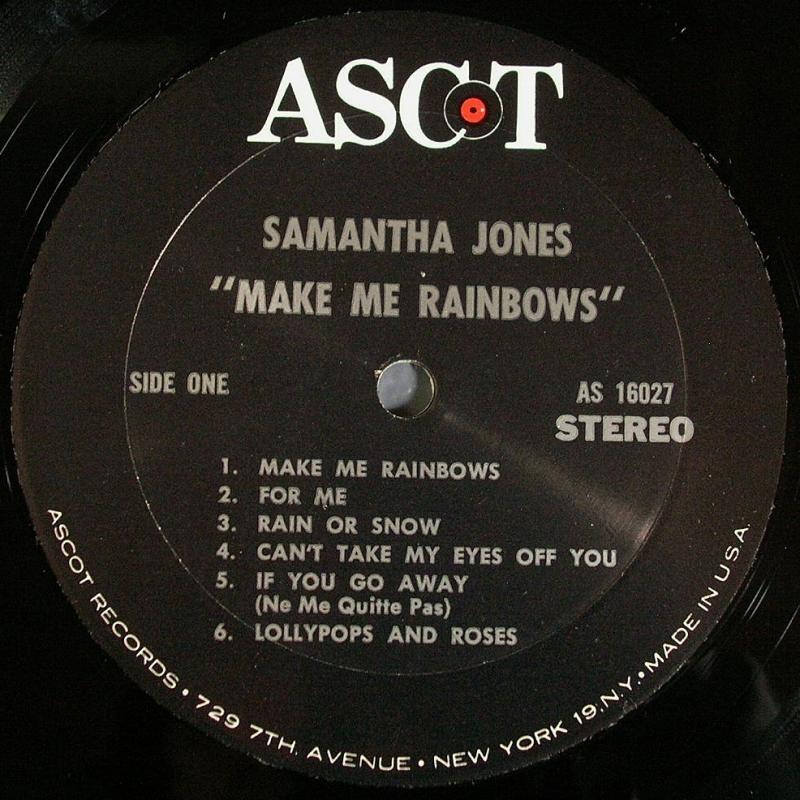 ASCOT
SAMANTHA JONES
"MAKE ME RAINBOWS"
SIDE ONE
AS 16027
STEREO
1. MAKE ME RAINBOWS
2. FOR ME
3. RAIN OR SNOW
4. CAN'T TAKE MY EYES OFF YOU
5. IF YOU GO AWAY
(Ne Me Quitte Pas)
6. LOLLYPOPS AND ROSES
ASCOT RECORDS • 729 7TH. AVENUE • NEW YORK 19, N.Y. • MADE IN U.S.A.